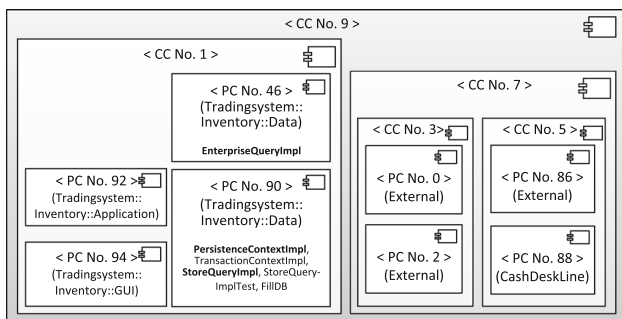 < CC No. 9 >
< CC No. 1 >
< PC No. 46 >
(Tradingsystem::
Inventory::Data)
EnterpriseQueryImpl
< PC No. 92 >
(Tradingsystem::
Inventory::Application)
< PC No. 94 >
(Tradingsystem::
Inventory::GUI)
< PC No. 90 >
(Tradingsystem::
Inventory::Data)
PersistenceContextImpl,
TransactionContextImpl,
StoreQueryImpl, StoreQuery-
ImplTest, FillDB
< CC No. 7 >
< CC No. 3>
< PC No. 0 >
(External)
< PC No. 2 >
(External)
< CC No. 5 >
< PC No. 86 >
(External)
< PC No. 88 >
(CashDeskLine)